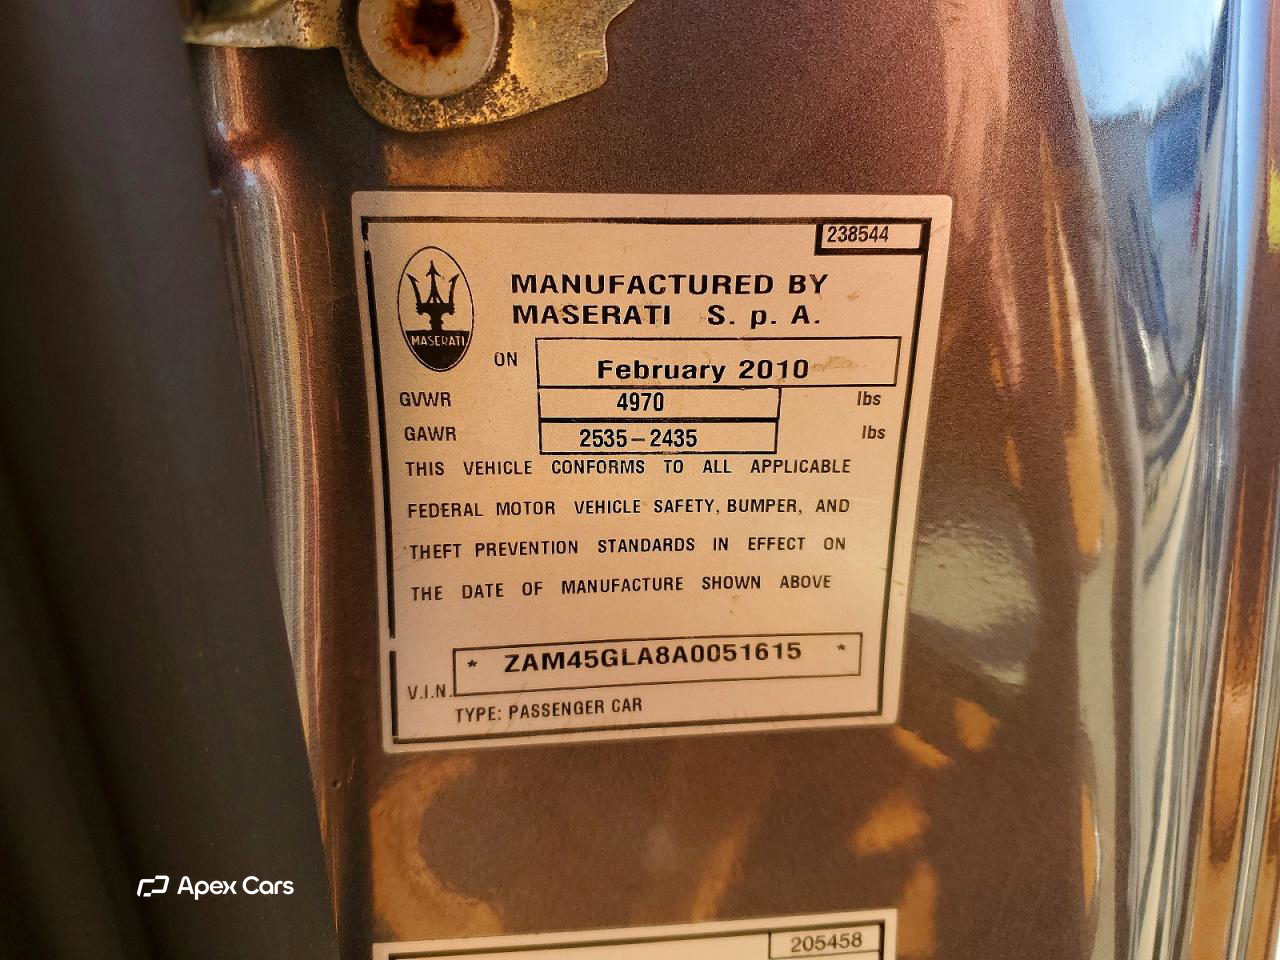 238544
MANUFACTURED BY
MASERATI S. p. A.
MASERATI
ON February 2010
GVWR 4970 lbs
GAWR 2535-2435 lbs
THIS VEHICLE CONFORMS TO ALL APPLICABLE
FEDERAL MOTOR VEHICLE SAFETY, BUMPER, AND
THEFT PREVENTION STANDARDS IN EFFECT ON
THE DATE OF MANUFACTURE SHOWN ABOVE
V.I.N. * ZAM45GLA8A0051615 *
TYPE: PASSENGER CAR
Apex Cars
205458